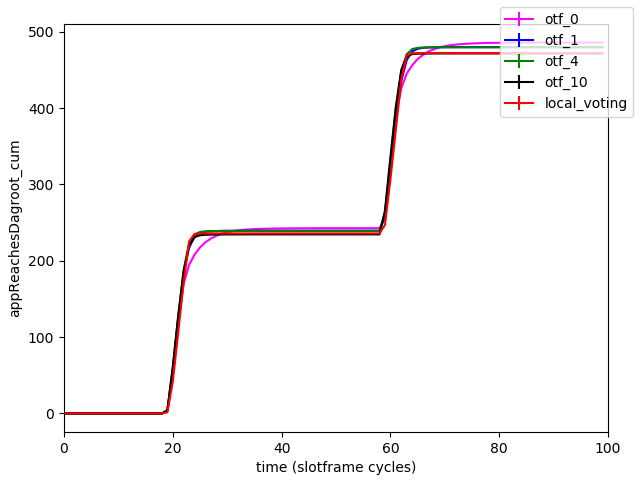 otf_0
otf_1
otf_4
otf_10
local_voting
appReachesDagroot_cum
500
400
300
200
100
0
0 20 40 60 80 100
time (slotframe cycles)